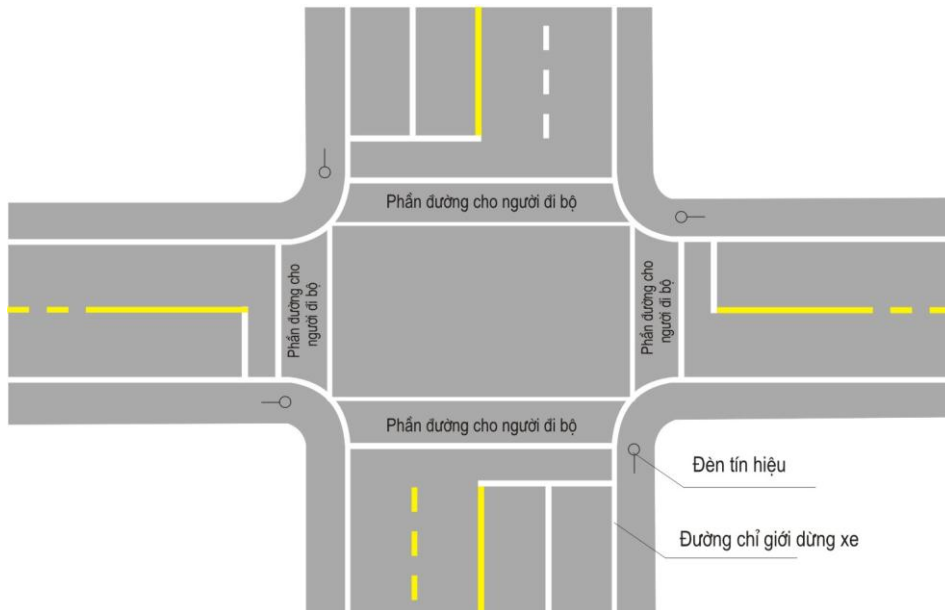 Phần đường cho người đi bộ
Phần đường cho
người đi bộ
Phần đường cho
người đi bộ
Phần đường cho người đi bộ
Đèn tín hiệu
Đường chỉ giới dừng xe